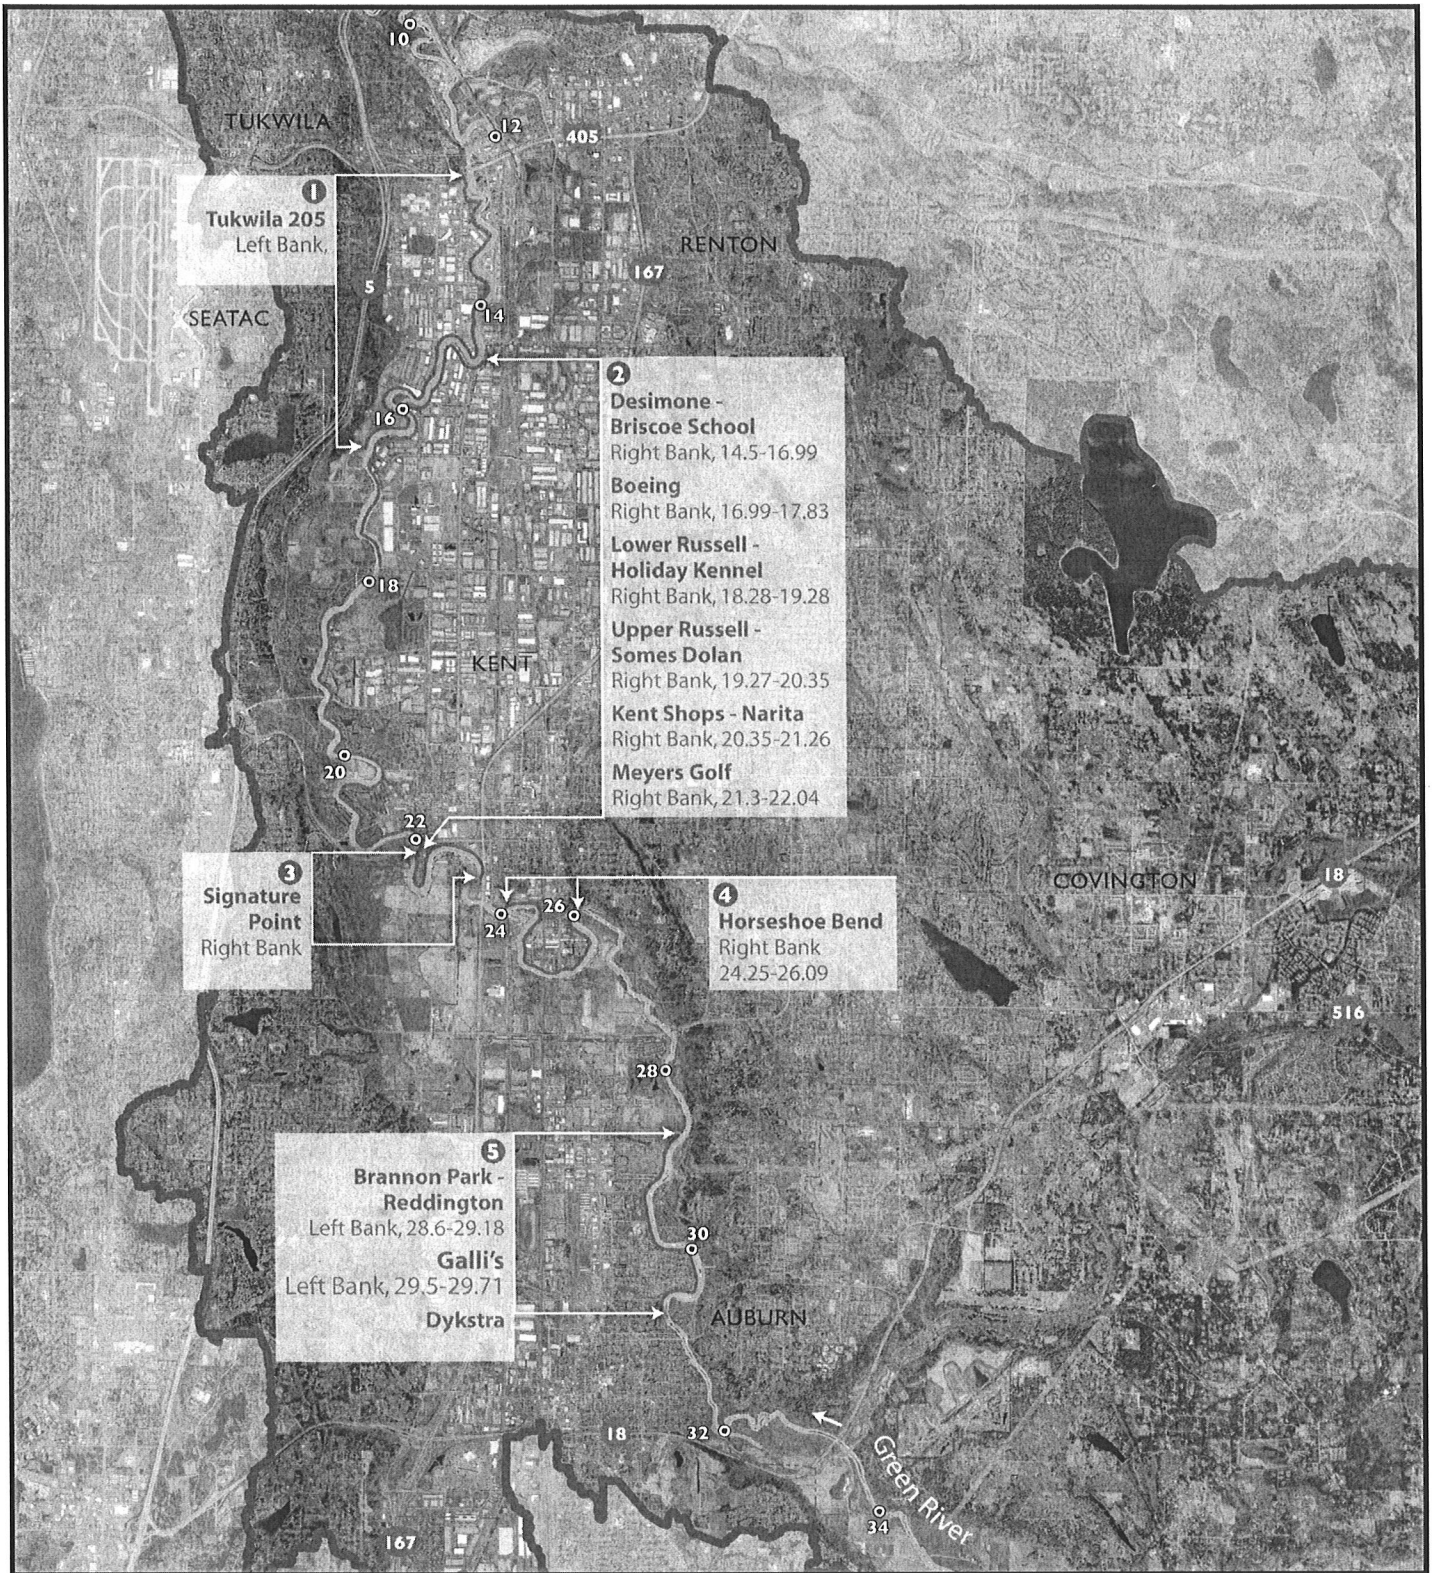 10
TUKWILA
12
405
1
Tukwila 205
Left Bank,
RENTON
167
5
14
SEATAC
2
Desimone -
Briscoe School
Right Bank, 14.5-16.99
Boeing
Right Bank, 16.99-17.83
Lower Russell -
Holiday Kennel
Right Bank, 18.28-19.28
Upper Russell -
Somes Dolan
Right Bank, 19.27-20.35
Kent Shops - Narita
Right Bank, 20.35-21.26
Meyers Golf
Right Bank, 21.3-22.04
16
18
KENT
20
22
3
Signature
Point
Right Bank
24
26
4
Horseshoe Bend
Right Bank
24.25-26.09
COVINGTON
18
516
28
5
Brannon Park -
Reddington
Left Bank, 28.6-29.18
Galli's
Left Bank, 29.5-29.71
Dykstra
30
AUBURN
32
18
Green River
34
167